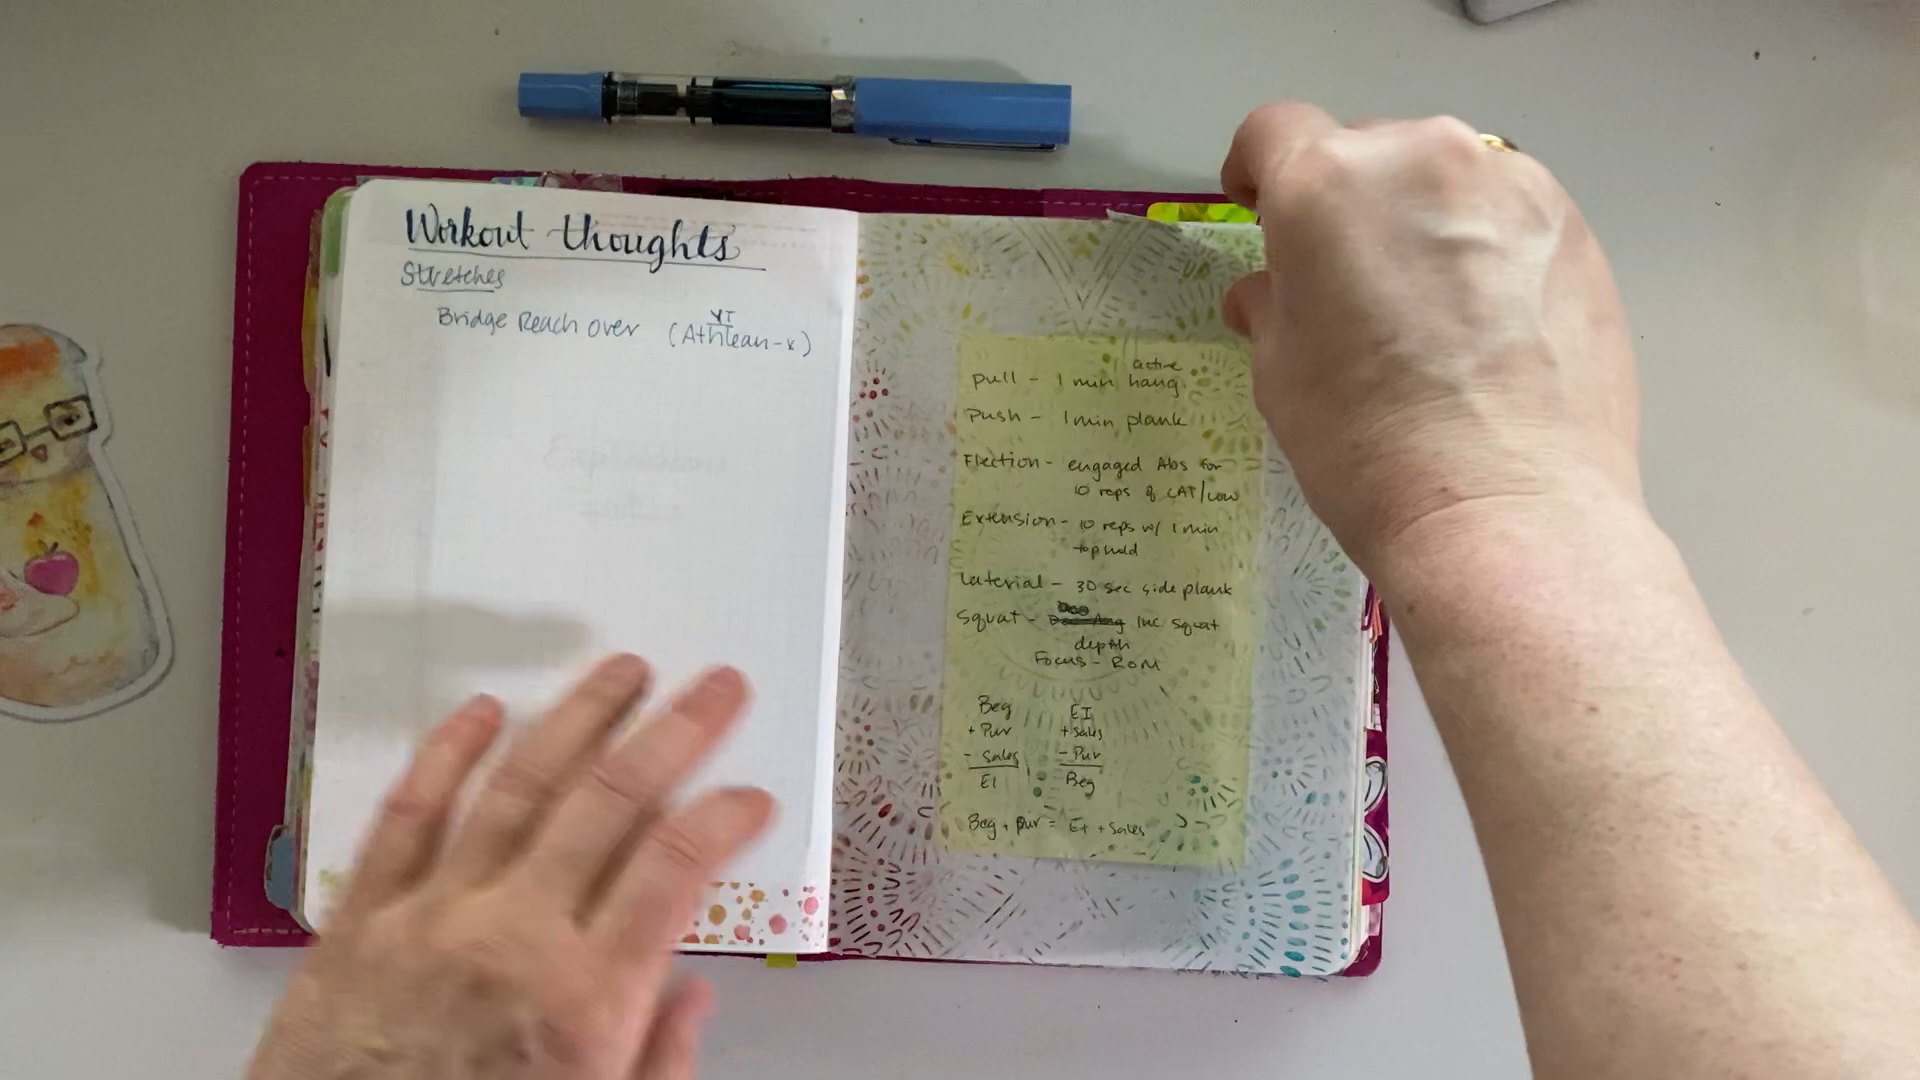 Workout thoughts
Stretches
Bridge Reach Over (Athlean-x)
YT
active
pull - 1 min hang
push - 1 min plank
Flection - engaged Abs for
10 reps of CAT/cow
Extension - 10 reps w/ 1 min
top hold
Laterial - 30 sec side plank
Squat - Inc squat
depth
Focus - ROM
Beg EI
+ Pur + Sales
- Sales - Pur
EI Beg
Beg + pur = EI + Sales